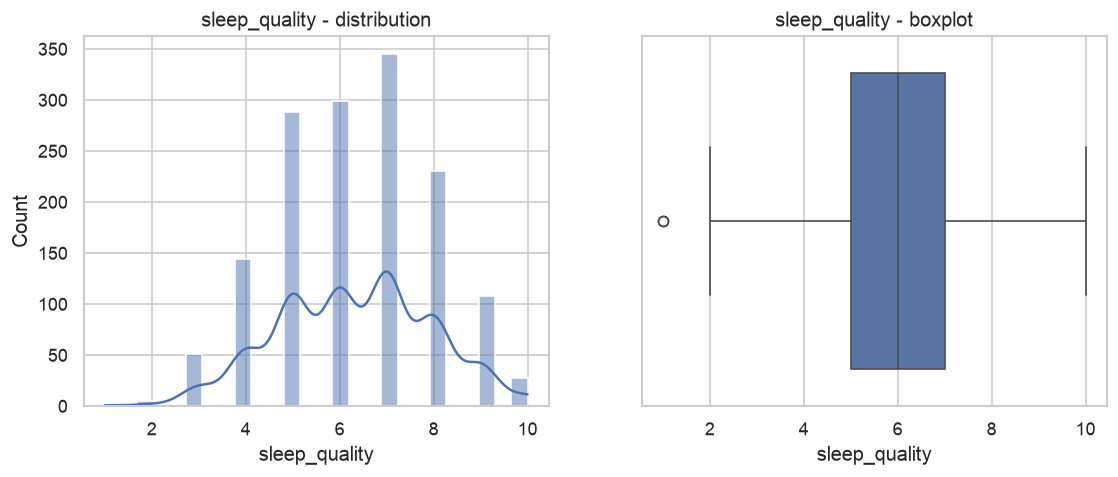 sleep_quality - distribution
350
300
250
200
150
100
50
0
Count
2 4 6 8 10
sleep_quality
sleep_quality - boxplot
2 4 6 8 10
sleep_quality